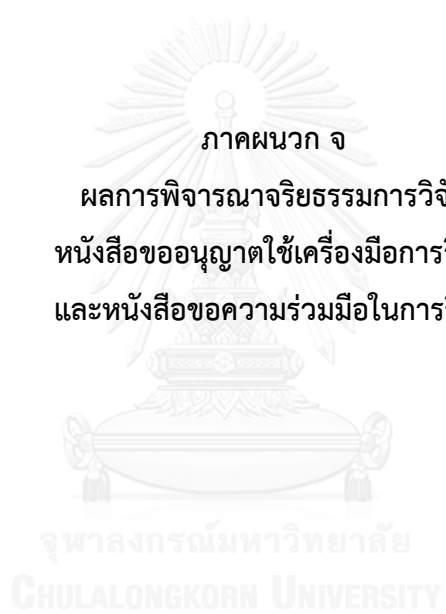 ภาคผนวก จ
ผลการพิจารณาจริยธรรมการวิจั
หนังสือขออนุญาตใช้เครื่องมือการวิ
และหนังสือขอความร่วมมือในการวิ
จุฬาลงกรณ์มหาวิทยาลัย
CHULALONGKORN UNIVERSITY